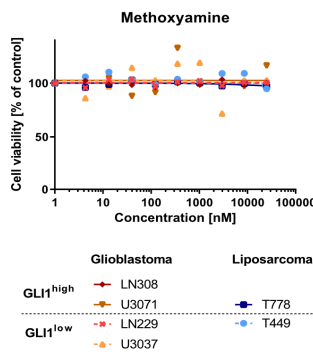 Methoxyamine
Cell viability [% of control]
100
50
0
1 10 100 1000 10000 100000
Concentration [nM]
Glioblastoma Liposarcoma
GLI1high LN308
U3071 T778
GLI1low LN229 T449
U3037